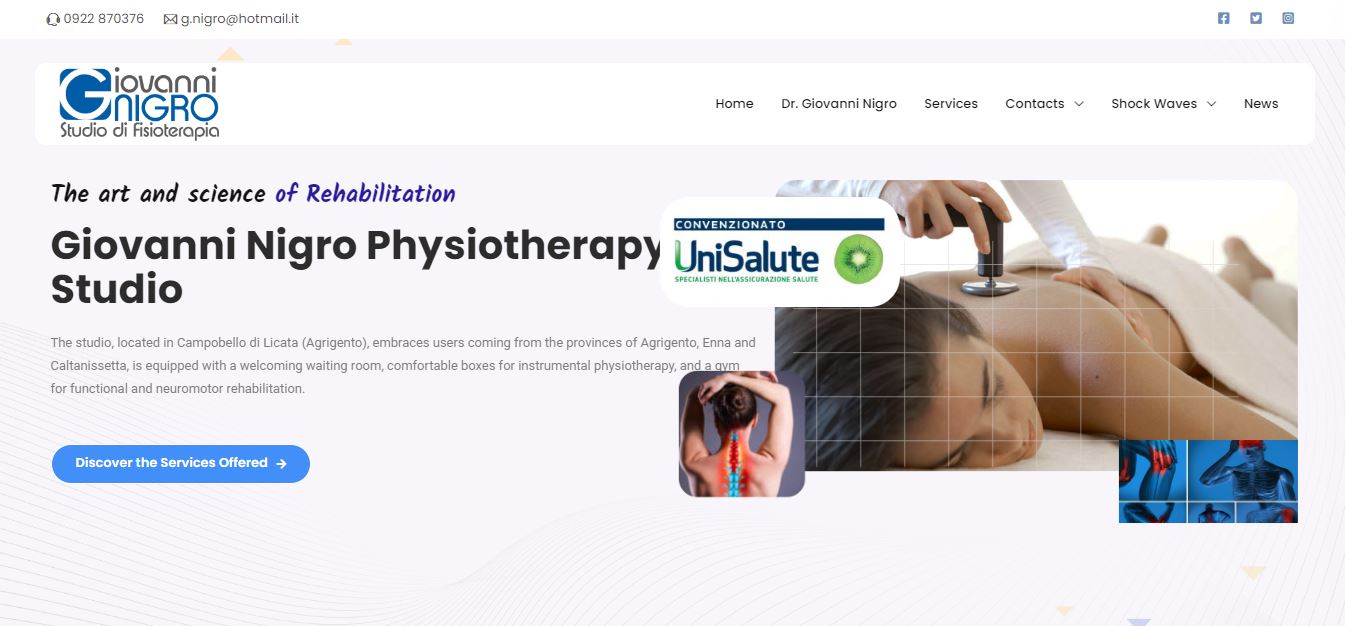 0922 870376 g.nigro@hotmail.it
Giovanni
NIGRO
Studio di Fisioterapia
Home Dr. Giovanni Nigro Services Contacts Shock Waves News
The art and science of Rehabilitation
Giovanni Nigro Physiotherapy
Studio
CONVENZIONATO
UniSalute
SPECIALISTI NELL'ASSICURAZIONE SALUTE
The studio, located in Campobello di Licata (Agrigento), embraces users coming from the provinces of Agrigento, Enna and
Caltanissetta, is equipped with a welcoming waiting room, comfortable boxes for instrumental physiotherapy, and a gym
for functional and neuromotor rehabilitation.
Discover the Services Offered